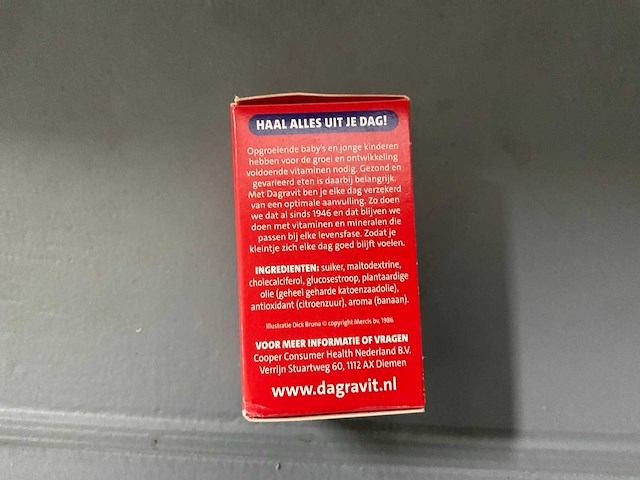 HAAL ALLES UIT JE DAG!
Opgroeiende baby's en jonge kinderen
hebben voor de groei en ontwikkeling
voldoende vitaminen nodig. Gezond en
gevarieerd eten is daarbij belangrijk.
Met Dagravit ben je elke dag verzekerd
van een optimale aanvulling. Zo doen
we dat al sinds 1946 en dat blijven we
doen met vitaminen en mineralen die
passen bij elke levensfase. Zodat je
kleintje zich elke dag goed blijft voelen.
INGREDIENTEN: suiker, maltodextrine,
cholecalciferol, glucosestroop, plantaardige
olie (geheel geharde katoenzaadolie),
antioxidant (citroenzuur), aroma (banaan).
Illustratie Dick Bruna © copyright Mercis bv, 1986
VOOR MEER INFORMATIE OF VRAGEN
Cooper Consumer Health Nederland B.V.
Verrijn Stuartweg 60, 1112 AX Diemen
www.dagravit.nl